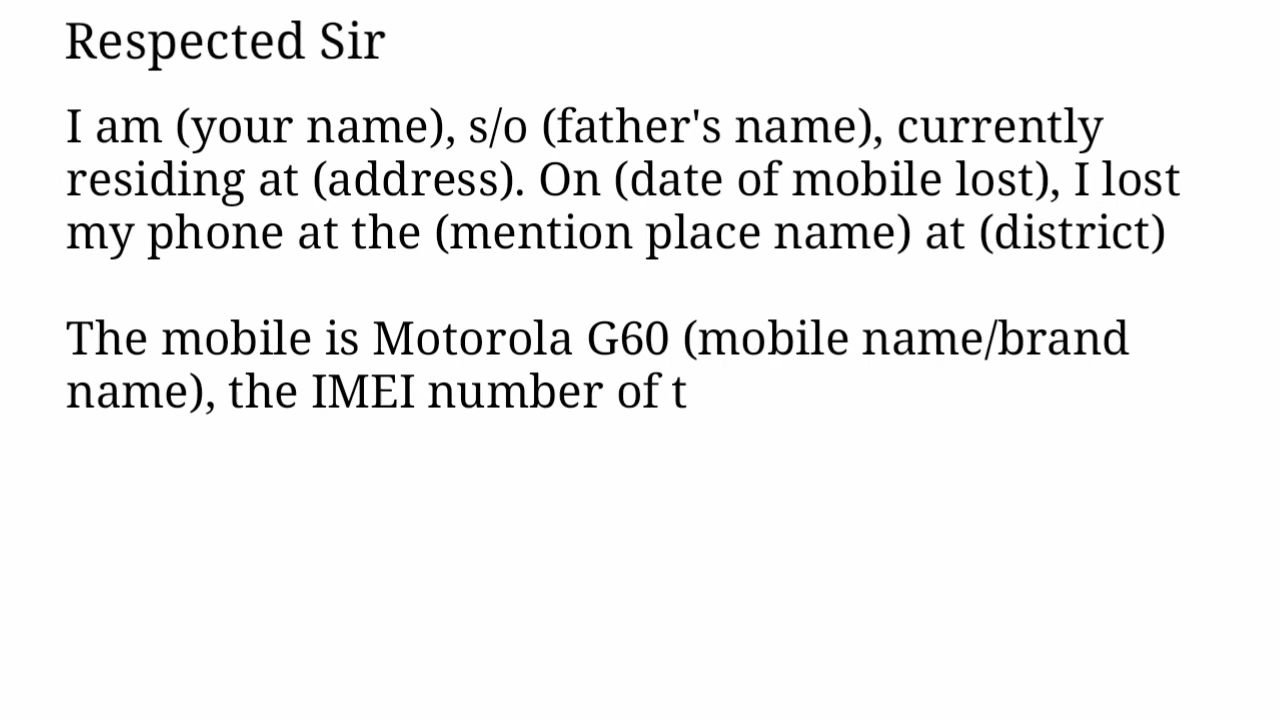 Respected Sir
I am (your name), s/o (father's name), currently
residing at (address). On (date of mobile lost), I lost
my phone at the (mention place name) at (district)
The mobile is Motorola G60 (mobile name/brand
name), the IMEI number of t